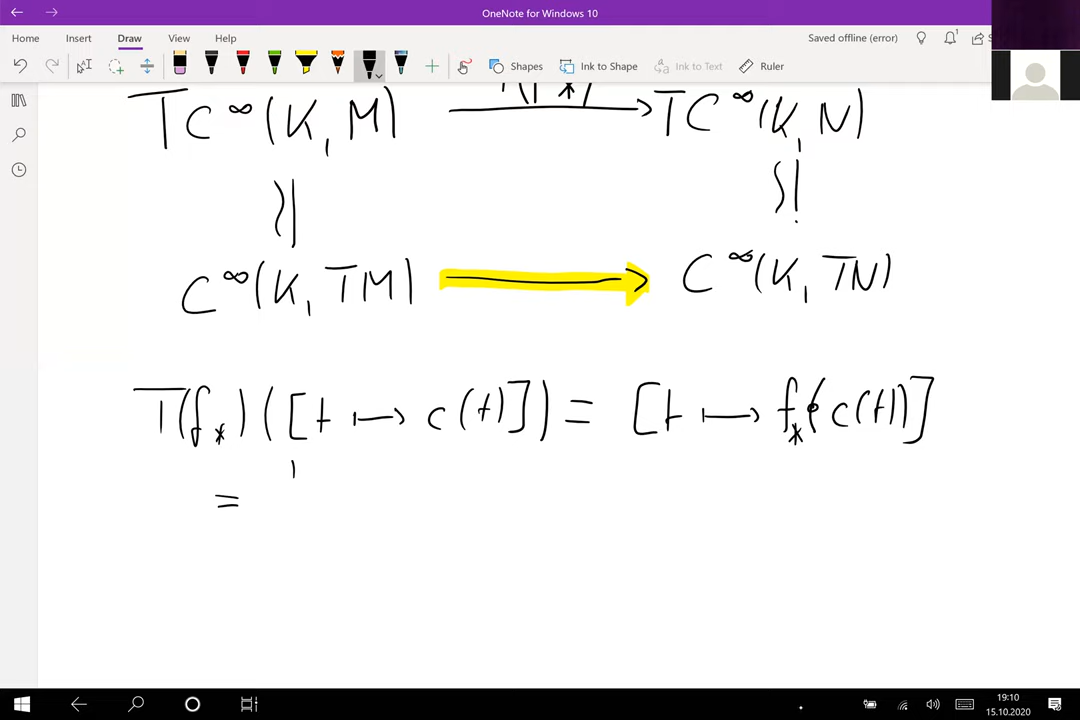 OneNote for Windows 10
Home Insert Draw View Help Saved offline (error)
Shapes Ink to Shape Ink to Text Ruler
TC^∞(K, M) ⟶ TC^∞(K, N)
C^∞(K, TM) ⟶ C^∞(K, TN)
T(f_*)([t ↦ c(t)]) = [t ↦ f_*(c(t))]
=
19:10
15.10.2020